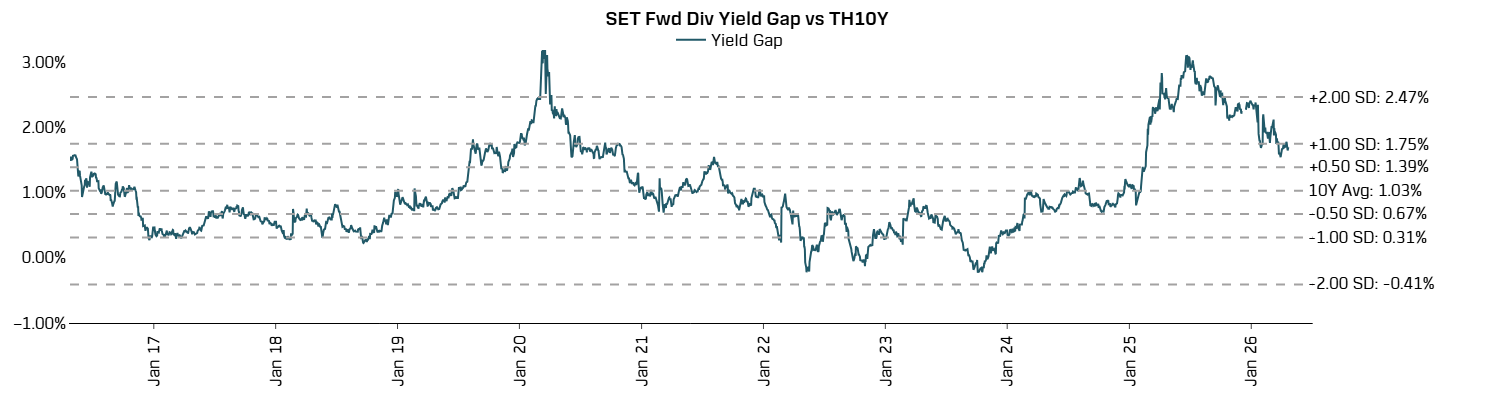 SET Fwd Div Yield Gap vs TH10Y
Yield Gap
3.00%
2.00%
1.00%
0.00%
−1.00%
+2.00 SD: 2.47%
+1.00 SD: 1.75%
+0.50 SD: 1.39%
10Y Avg: 1.03%
-0.50 SD: 0.67%
-1.00 SD: 0.31%
-2.00 SD: -0.41%
Jan 17
Jan 18
Jan 19
Jan 20
Jan 21
Jan 22
Jan 23
Jan 24
Jan 25
Jan 26